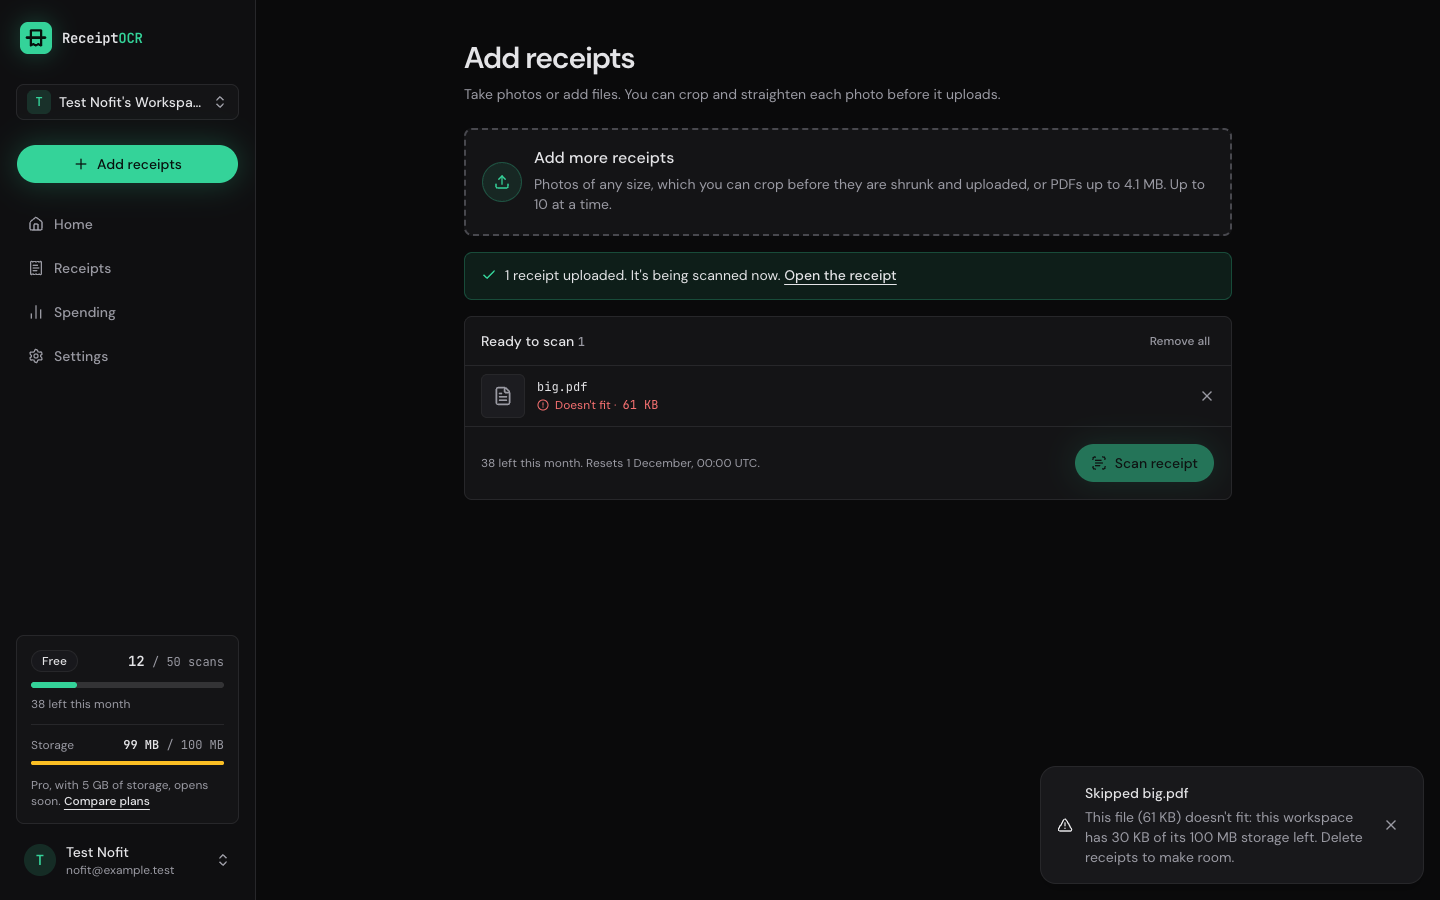 ReceiptOCR
T Test Nofit's Workspa...
Add receipts
Home
Receipts
Spending
Settings
Free 12 / 50 scans
38 left this month
Storage 99 MB / 100 MB
Pro, with 5 GB of storage, opens
soon. Compare plans
T Test Nofit
nofit@example.test
Add receipts
Take photos or add files. You can crop and straighten each photo before it uploads.
Add more receipts
Photos of any size, which you can crop before they are shrunk and uploaded, or PDFs up to 4.1 MB. Up to
10 at a time.
1 receipt uploaded. It's being scanned now. Open the receipt
Ready to scan 1 Remove all
big.pdf
Doesn't fit · 61 KB
38 left this month. Resets 1 December, 00:00 UTC. Scan receipt
Skipped big.pdf
This file (61 KB) doesn't fit: this workspace
has 30 KB of its 100 MB storage left. Delete
receipts to make room.